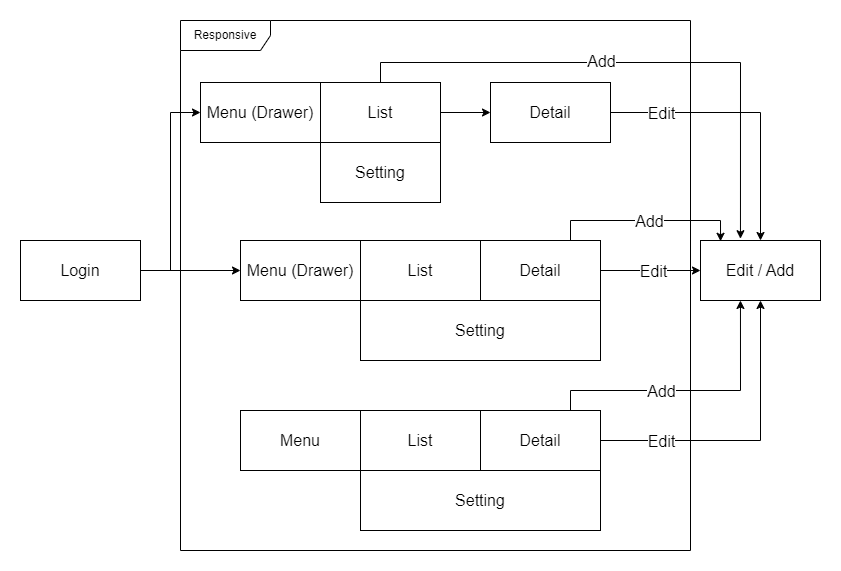 Responsive
Add
Menu (Drawer)
List
Detail
Edit
Setting
Add
Login
Menu (Drawer)
List
Detail
Edit
Edit / Add
Setting
Add
Menu
List
Detail
Edit
Setting